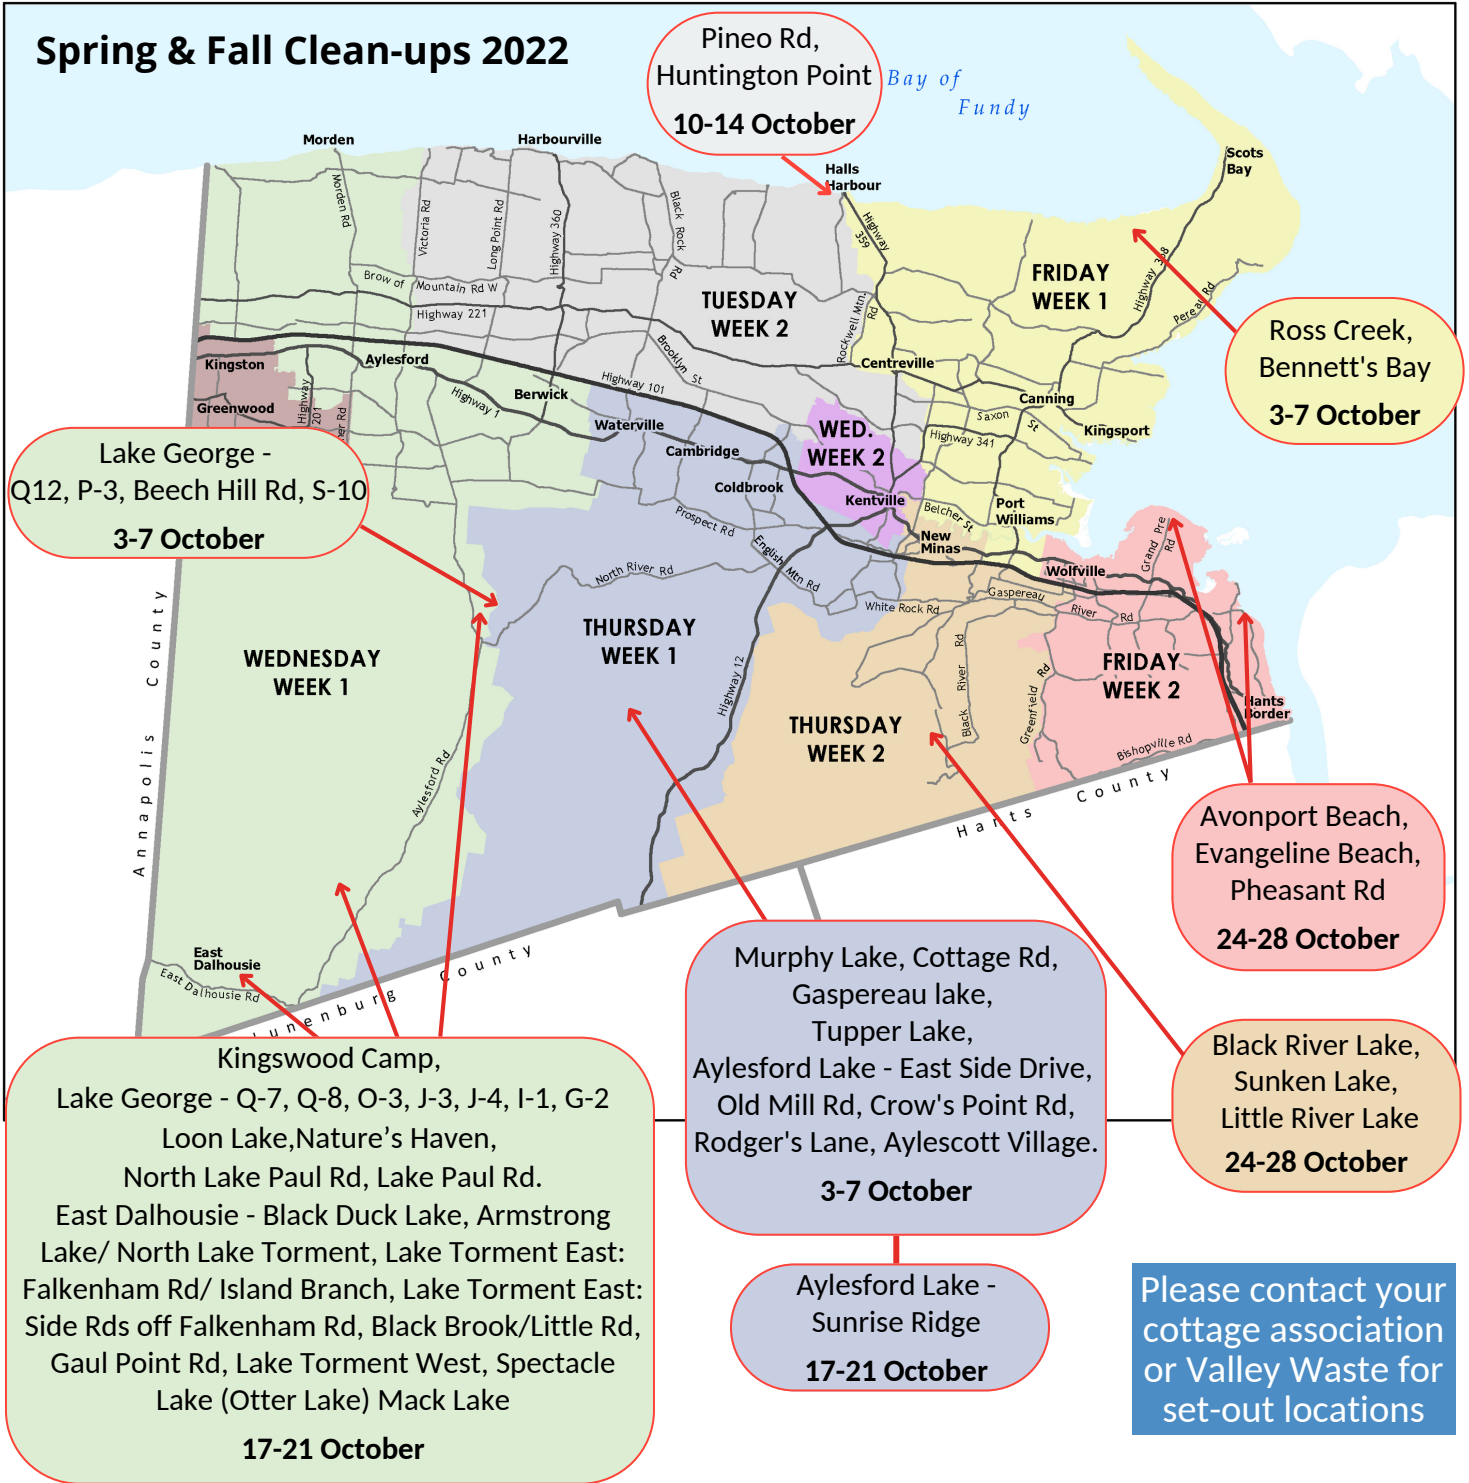 Spring & Fall Clean-ups 2022
Pineo Rd,
Huntington Point
10-14 October
Bay of
Fundy
Morden
Harbourville
Halls
Harbour
Scots
Bay
Morden Rd
Victoria Rd
Long Point Rd
Highway 360
Black Rock
Rd
Highway
359
Highway 358
Pereau Rd
Brow of Mountain Rd W
Highway 221
TUESDAY
WEEK 2
FRIDAY
WEEK 1
Rockwell Mtn.
Rd
Ross Creek,
Bennett's Bay
3-7 October
Kingston
Aylesford
Brooklyn St
Centreville
Greenwood
Highway
201
Highway 1
Berwick
Highway 101
Canning
Saxon
St
Waterville
WED.
WEEK 2
Highway 341
Kingsport
Cambridge
Coldbrook
Kentville
Port
Williams
Belcher St
Lake George -
Q12, P-3, Beech Hill Rd, S-10
3-7 October
Prospect Rd
English Mtn Rd
New
Minas
Grand Pre
Rd
North River Rd
Wolfville
White Rock Rd
Gaspereau River Rd
Annapolis County
WEDNESDAY
WEEK 1
THURSDAY
WEEK 1
Highway 12
THURSDAY
WEEK 2
Black River Rd
Greenfield Rd
FRIDAY
WEEK 2
Hants
Border
Bishopville Rd
Hants County
Aylesford Rd
East
Dalhousie
East Dalhousie Rd
Lunenburg County
Avonport Beach,
Evangeline Beach,
Pheasant Rd
24-28 October
Murphy Lake, Cottage Rd,
Gaspereau lake,
Tupper Lake,
Aylesford Lake - East Side Drive,
Old Mill Rd, Crow's Point Rd,
Rodger's Lane, Aylescott Village.
3-7 October
Black River Lake,
Sunken Lake,
Little River Lake
24-28 October
Kingswood Camp,
Lake George - Q-7, Q-8, O-3, J-3, J-4, I-1, G-2
Loon Lake,Nature’s Haven,
North Lake Paul Rd, Lake Paul Rd.
East Dalhousie - Black Duck Lake, Armstrong
Lake/ North Lake Torment, Lake Torment East:
Falkenham Rd/ Island Branch, Lake Torment East:
Side Rds off Falkenham Rd, Black Brook/Little Rd,
Gaul Point Rd, Lake Torment West, Spectacle
Lake (Otter Lake) Mack Lake
17-21 October
Aylesford Lake -
Sunrise Ridge
17-21 October
Please contact your
cottage association
or Valley Waste for
set-out locations